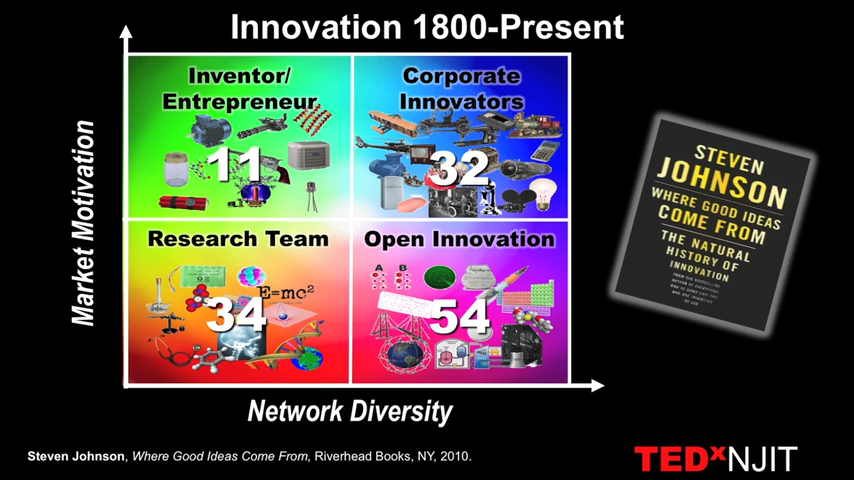 Innovation 1800-Present
Market Motivation
Inventor/
Entrepreneur
11
Corporate
Innovators
32
Research Team
E=mc²
34
Open Innovation
A B
54
Network Diversity
STEVEN
JOHNSON
WHERE GOOD IDEAS
COME FROM
THE NATURAL
HISTORY OF
INNOVATION
Steven Johnson, Where Good Ideas Come From, Riverhead Books, NY, 2010.
TEDxNJIT